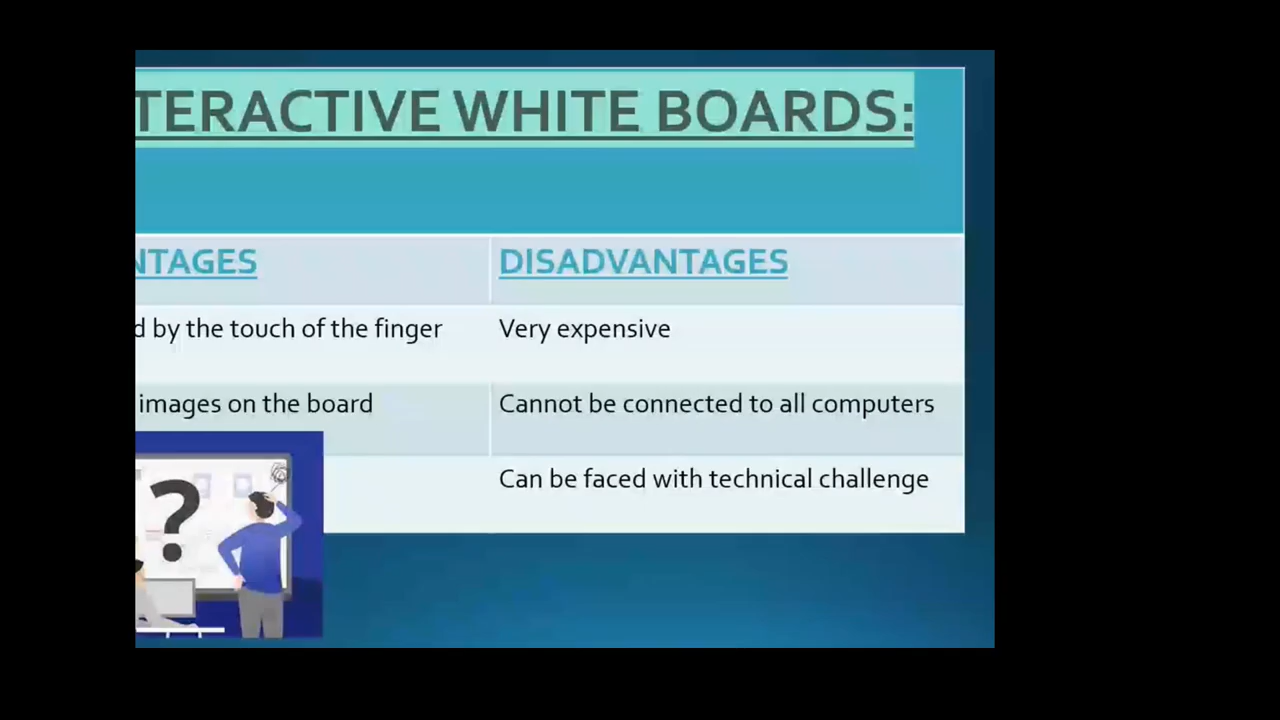 TERACTIVE WHITE BOARDS:
NTAGES
DISADVANTAGES
d by the touch of the finger
Very expensive
images on the board
Cannot be connected to all computers
?
Can be faced with technical challenge